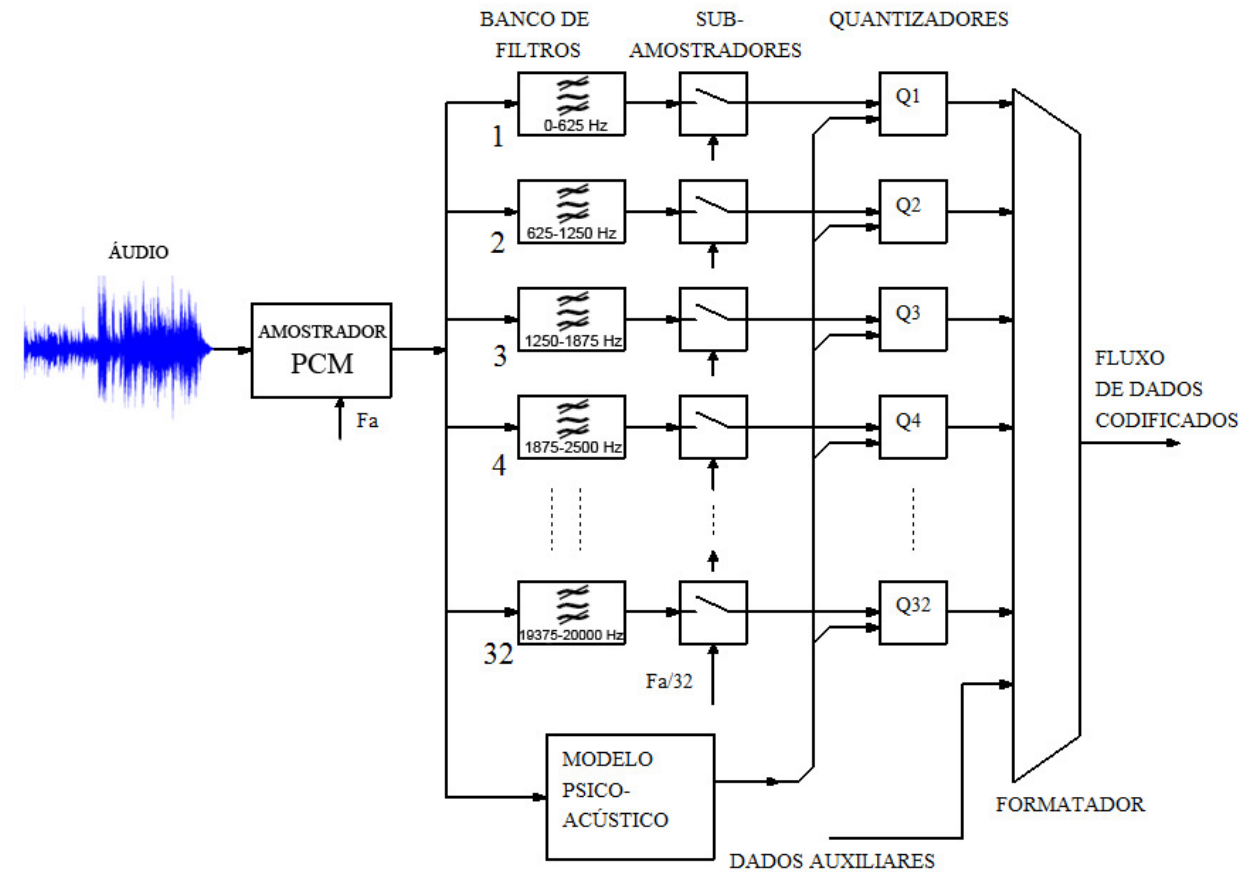 BANCO DE
FILTROS
SUB-
AMOSTRADORES
QUANTIZADORES
0-625 Hz
1
Q1
625-1250 Hz
2
Q2
ÁUDIO
AMOSTRADOR
PCM
Fa
1250-1875 Hz
3
Q3
1875-2500 Hz
4
Q4
FLUXO
DE DADOS
CODIFICADOS
19375-20000 Hz
32
Q32
Fa/32
MODELO
PSICO-
ACÚSTICO
FORMATADOR
DADOS AUXILIARES